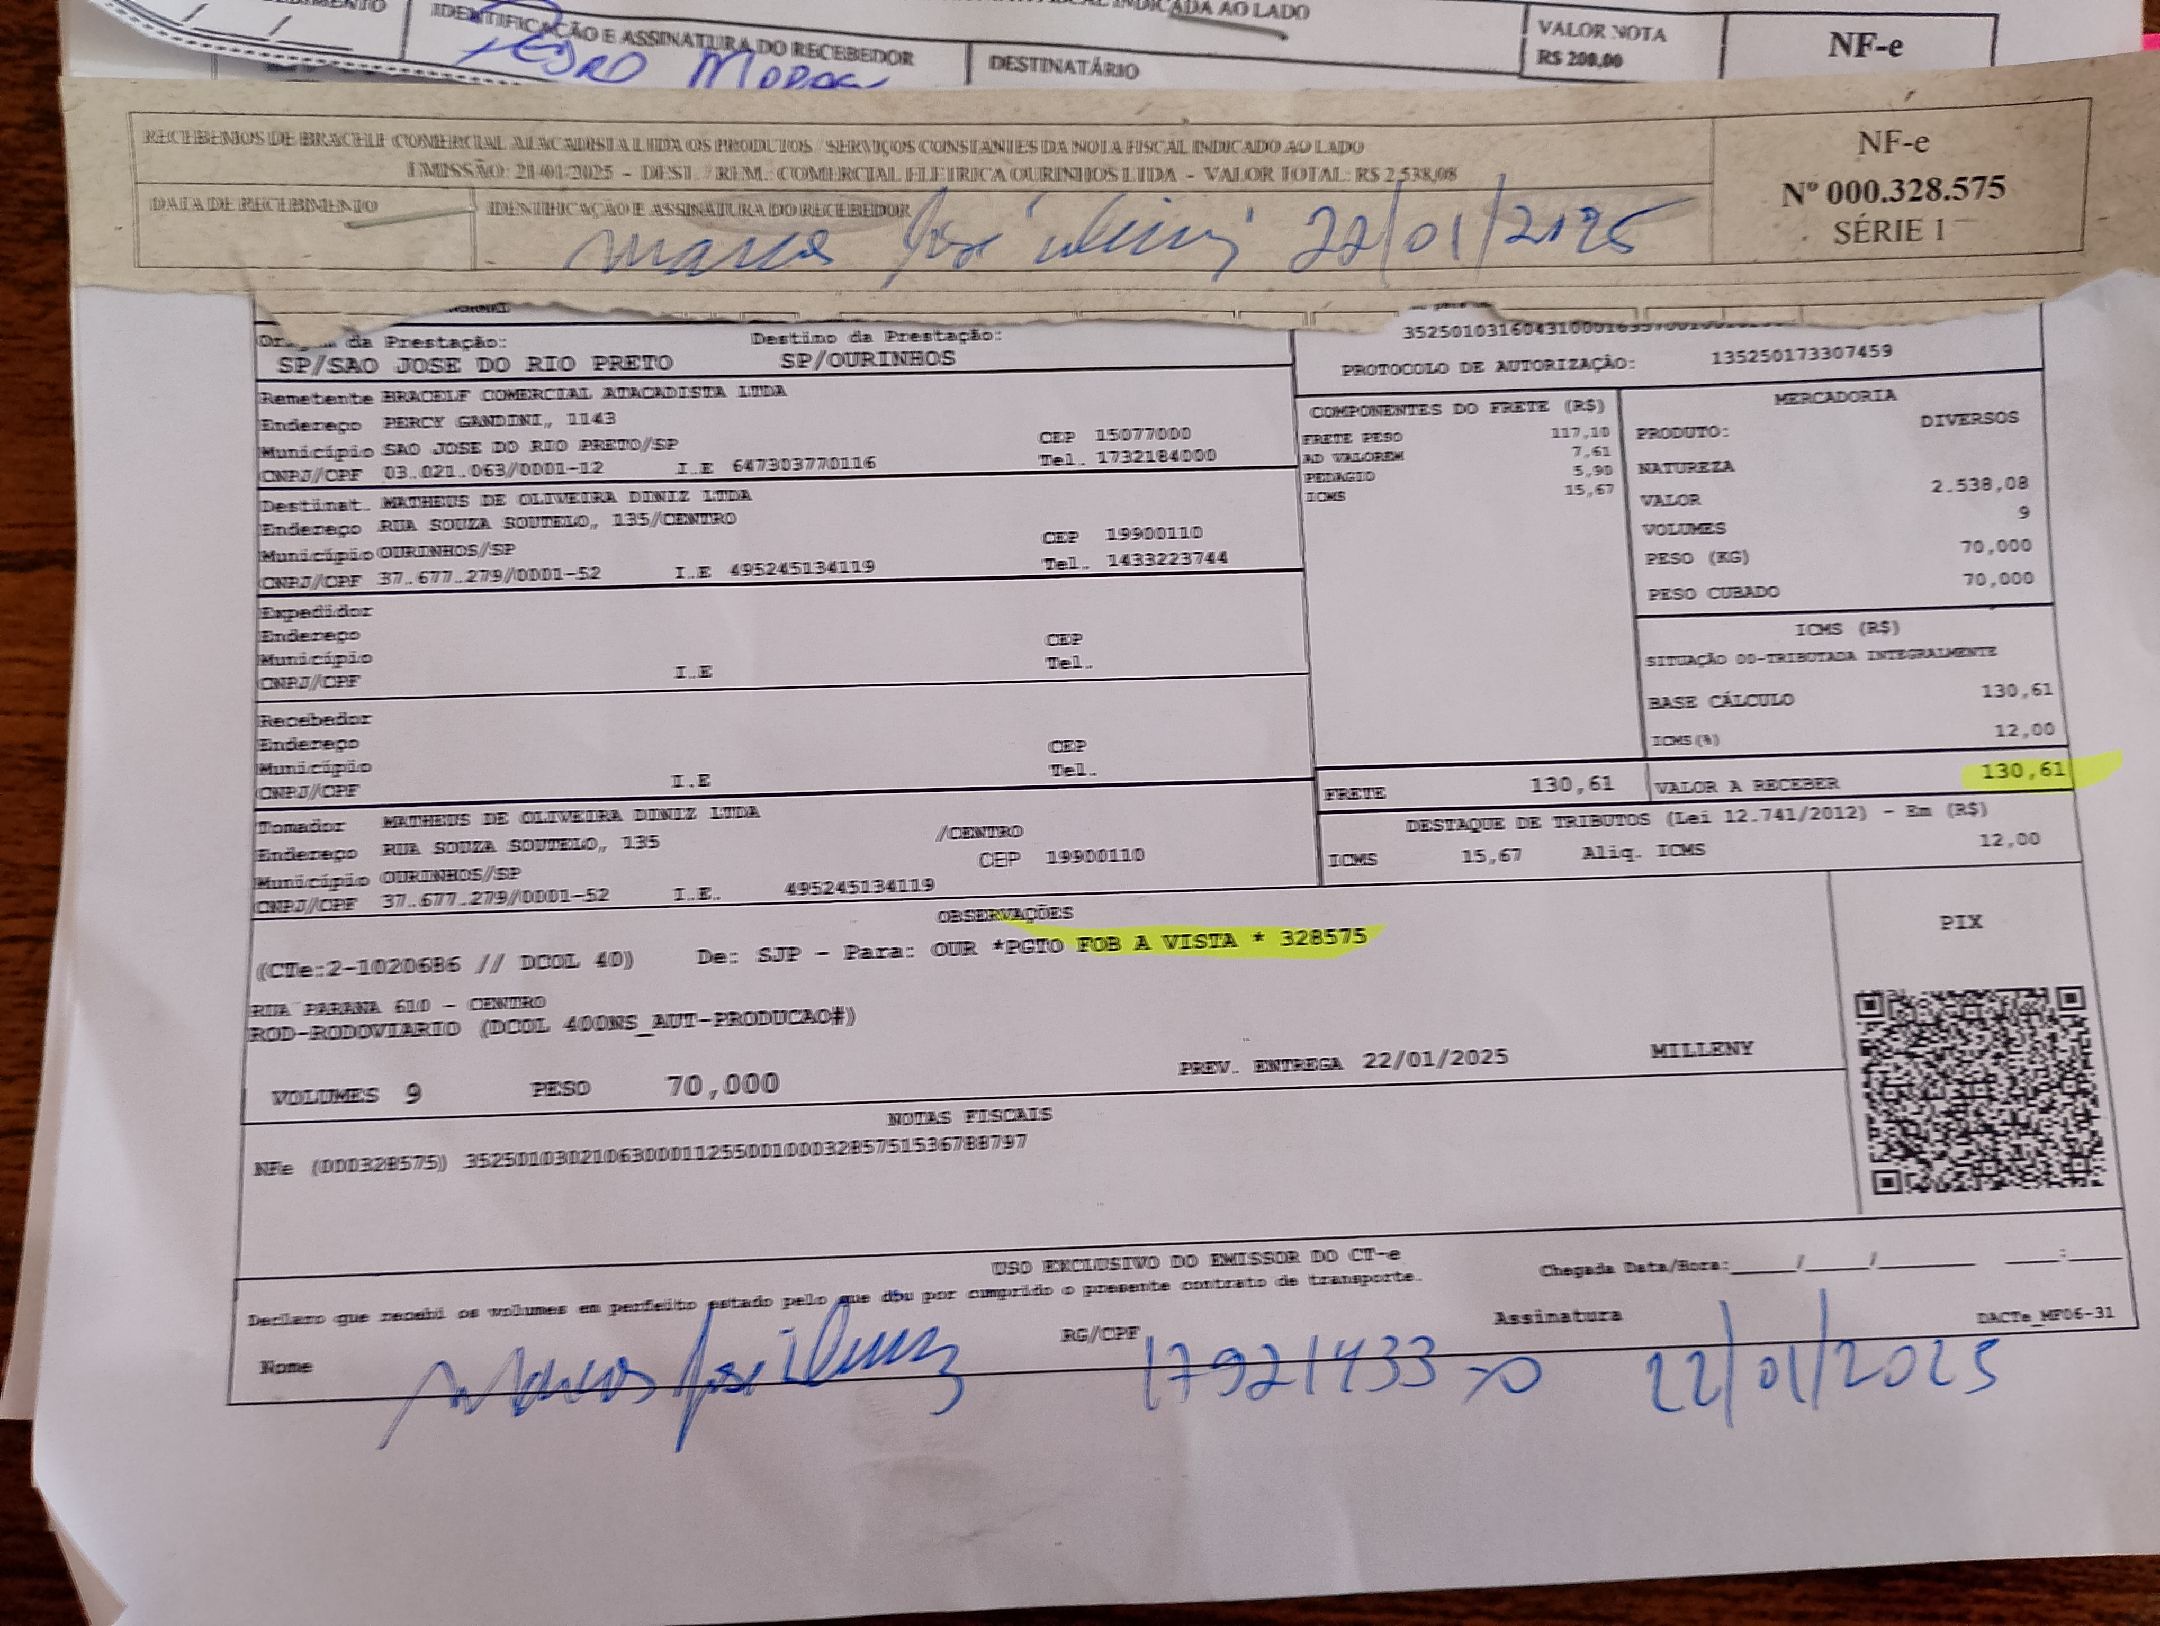 IDENTIFICAÇÃO E ASSINATURA DO RECEBEDOR
INDICADA AO LADO
DESTINATÁRIO
VALOR NOTA
R$ 200,00
NF-e
RECEBEMOS DE BRACELF COMERCIAL ATACADISTA LTDA OS PRODUTOS / SERVIÇOS CONSTANTES DA NOTA FISCAL INDICADO AO LADO
EMISSÃO: 21/01/2025 - DEST. / REM.: COMERCIAL ELETRICA OURINHOS LTDA - VALOR TOTAL: R$ 2.538,08
DATA DE RECEBIMENTO
IDENTIFICAÇÃO E ASSINATURA DO RECEBEDOR
22/01/2025
NF-e
Nº 000.328.575
SÉRIE 1
da Prestação:
SP/SAO JOSE DO RIO PRETO
Destino da Prestação:
SP/OURINHOS
PROTOCOLO DE AUTORIZAÇÃO: 135250173307459
Remetente BRACELF COMERCIAL ATACADISTA LTDA
Endereço PERCY GANDINI, 1143
Município SAO JOSE DO RIO PRETO/SP CEP 15077000
CNPJ/CPF 03.021.063/0001-12 I.E 647303770116 Tel. 1732184000
Destinat. MATHEUS DE OLIVEIRA DINIZ LTDA
Endereço RUA SOUZA SOUTELO, 135/CENTRO
Município OURINHOS/SP CEP 19900110
CNPJ/CPF 37.677.279/0001-52 I.E 495245134119 Tel. 1433223744
Expedidor
Endereço
Município CEP
CNPJ/CPF I.E Tel.
Recebedor
Endereço
Município CEP
CNPJ/CPF I.E Tel.
Tomador MATHEUS DE OLIVEIRA DINIZ LTDA
Endereço RUA SOUZA SOUTELO, 135 /CENTRO
Município OURINHOS/SP CEP 19900110
CNPJ/CPF 37.677.279/0001-52 I.E. 495245134119
COMPONENTES DO FRETE (R$)
FRETE PESO 117,10
AD VALOREM 7,61
PEDAGIO 5,90
ICMS 15,67
MERCADORIA
PRODUTO: DIVERSOS
NATUREZA
VALOR 2.538,08
VOLUMES 9
PESO (KG) 70,000
PESO CUBADO 70,000
ICMS (R$)
SITUAÇÃO 00-TRIBUTADA INTEGRALMENTE
BASE CÁLCULO 130,61
ICMS(%) 12,00
FRETE 130,61 VALOR A RECEBER 130,61
DESTAQUE DE TRIBUTOS (Lei 12.741/2012) - Em (R$)
ICMS 15,67 Aliq. ICMS 12,00
OBSERVAÇÕES
(CTe:2-1020686 // DCOL 40) De: SJP - Para: OUR *PGTO FOB A VISTA * 328575
RUA PARANA 610 - CENTRO
ROD-RODOVIARIO (DCOL 400NS_AUT-PRODUCAO#)
VOLUMES 9 PESO 70,000 PREV. ENTREGA 22/01/2025 MILLENY
PIX
NOTAS FISCAIS
NFe (000328575) 35250103021063000112550010003285751536788797
USO EXCLUSIVO DO EMISSOR DO CT-e
Declaro que recebi os volumes em perfeito estado pelo que dou por cumprido o presente contrato de transporte.
Chegada Data/Hora:_____/_____/_______ ____:____
Nome
RG/CPF
Assinatura
DACTe_MF06-31
22/01/2025